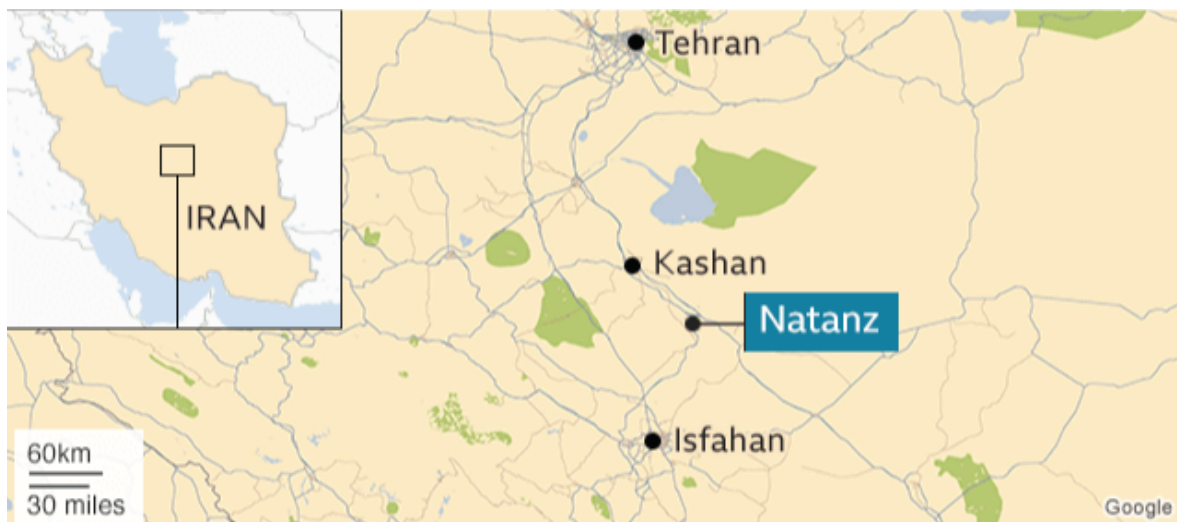 Tehran
IRAN
Kashan
Natanz
Isfahan
60km
30 miles
Google